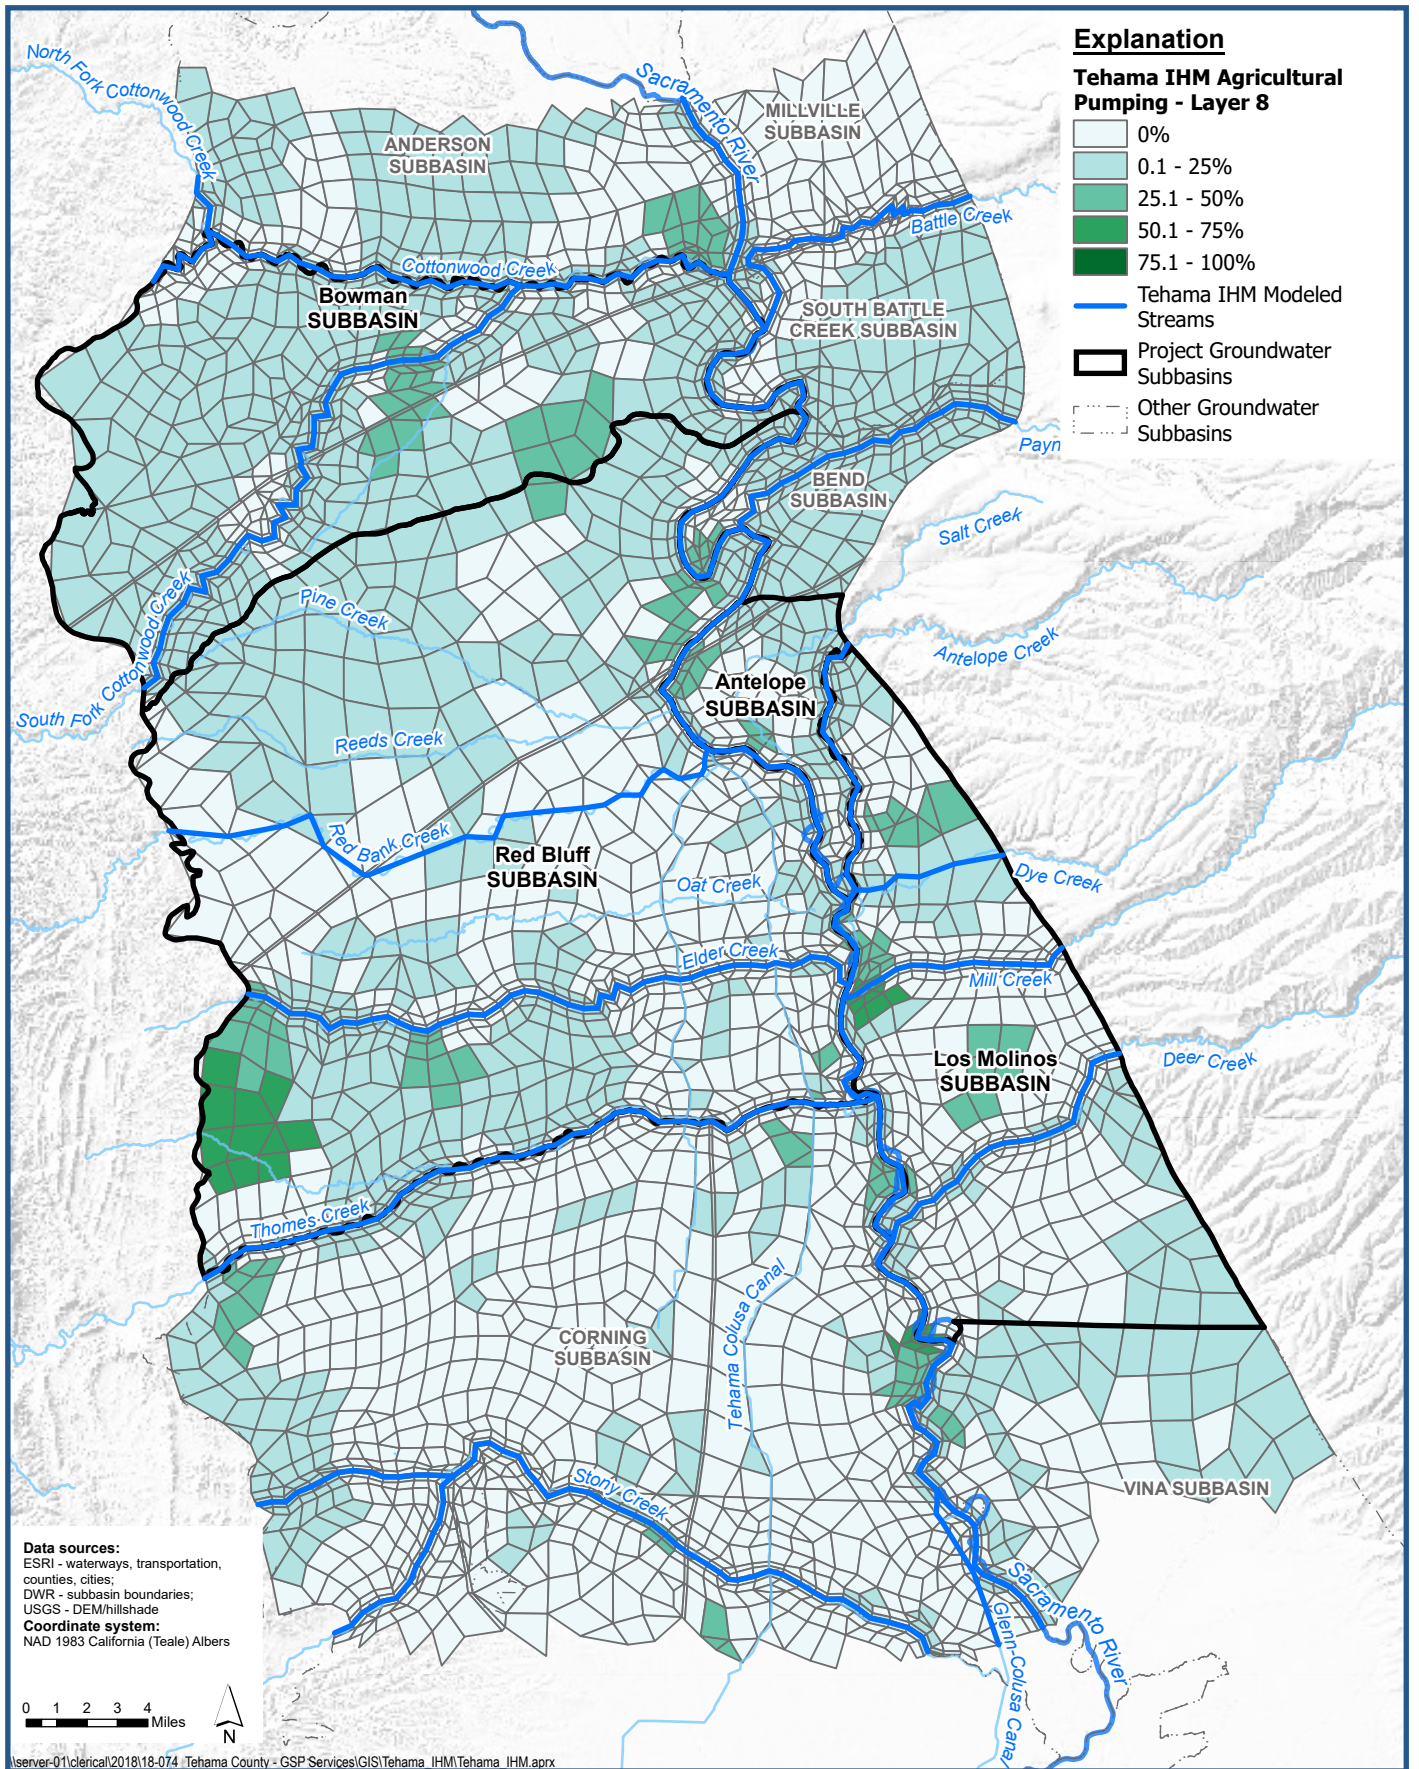 Explanation
Tehama IHM Agricultural
Pumping - Layer 8
0%
0.1 - 25%
25.1 - 50%
50.1 - 75%
75.1 - 100%
Tehama IHM Modeled
Streams
Project Groundwater
Subbasins
Other Groundwater
Subbasins
North Fork Cottonwood Creek
Sacramento River
MILLVILLE
SUBBASIN
ANDERSON
SUBBASIN
Battle Creek
Cottonwood Creek
Bowman
SUBBASIN
SOUTH BATTLE
CREEK SUBBASIN
Payn
BEND
SUBBASIN
Salt Creek
Pine Creek
Antelope Creek
South Fork Cottonwood Creek
Antelope
SUBBASIN
Reeds Creek
Red Bank Creek
Red Bluff
SUBBASIN
Oat Creek
Dye Creek
Elder Creek
Mill Creek
Los Molinos
SUBBASIN
Deer Creek
Thomes Creek
Tehama Colusa Canal
CORNING
SUBBASIN
Stony Creek
VINA SUBBASIN
Sacramento River
Glenn-Colusa Canal
Data sources:
ESRI - waterways, transportation,
counties, cities;
DWR - subbasin boundaries;
USGS - DEM/hillshade
Coordinate system:
NAD 1983 California (Teale) Albers
0 1 2 3 4
Miles
N
\\server-01\clerical\2018\18-074_Tehama County - GSP Services\GIS\Tehama_IHM\Tehama_IHM.aprx